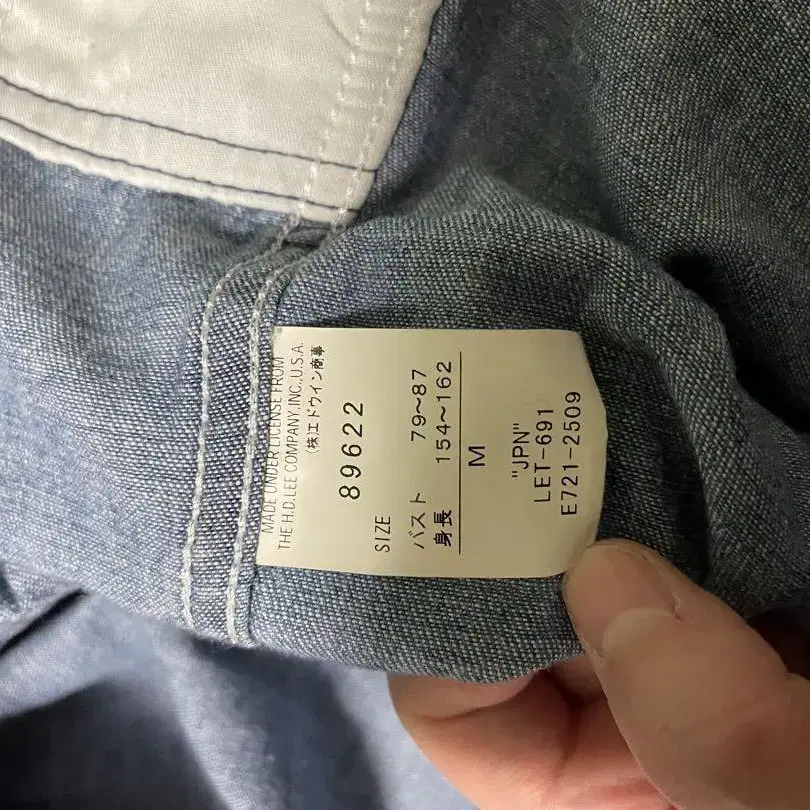 MADE UNDER LICENSE FROM
THE H.D.LEE COMPANY,INC.,U.S.A.
(株)エドウイン商事
89622
SIZE
バスト 79~87
身長 154~162
M
"JPN"
LET-691
E721-2509